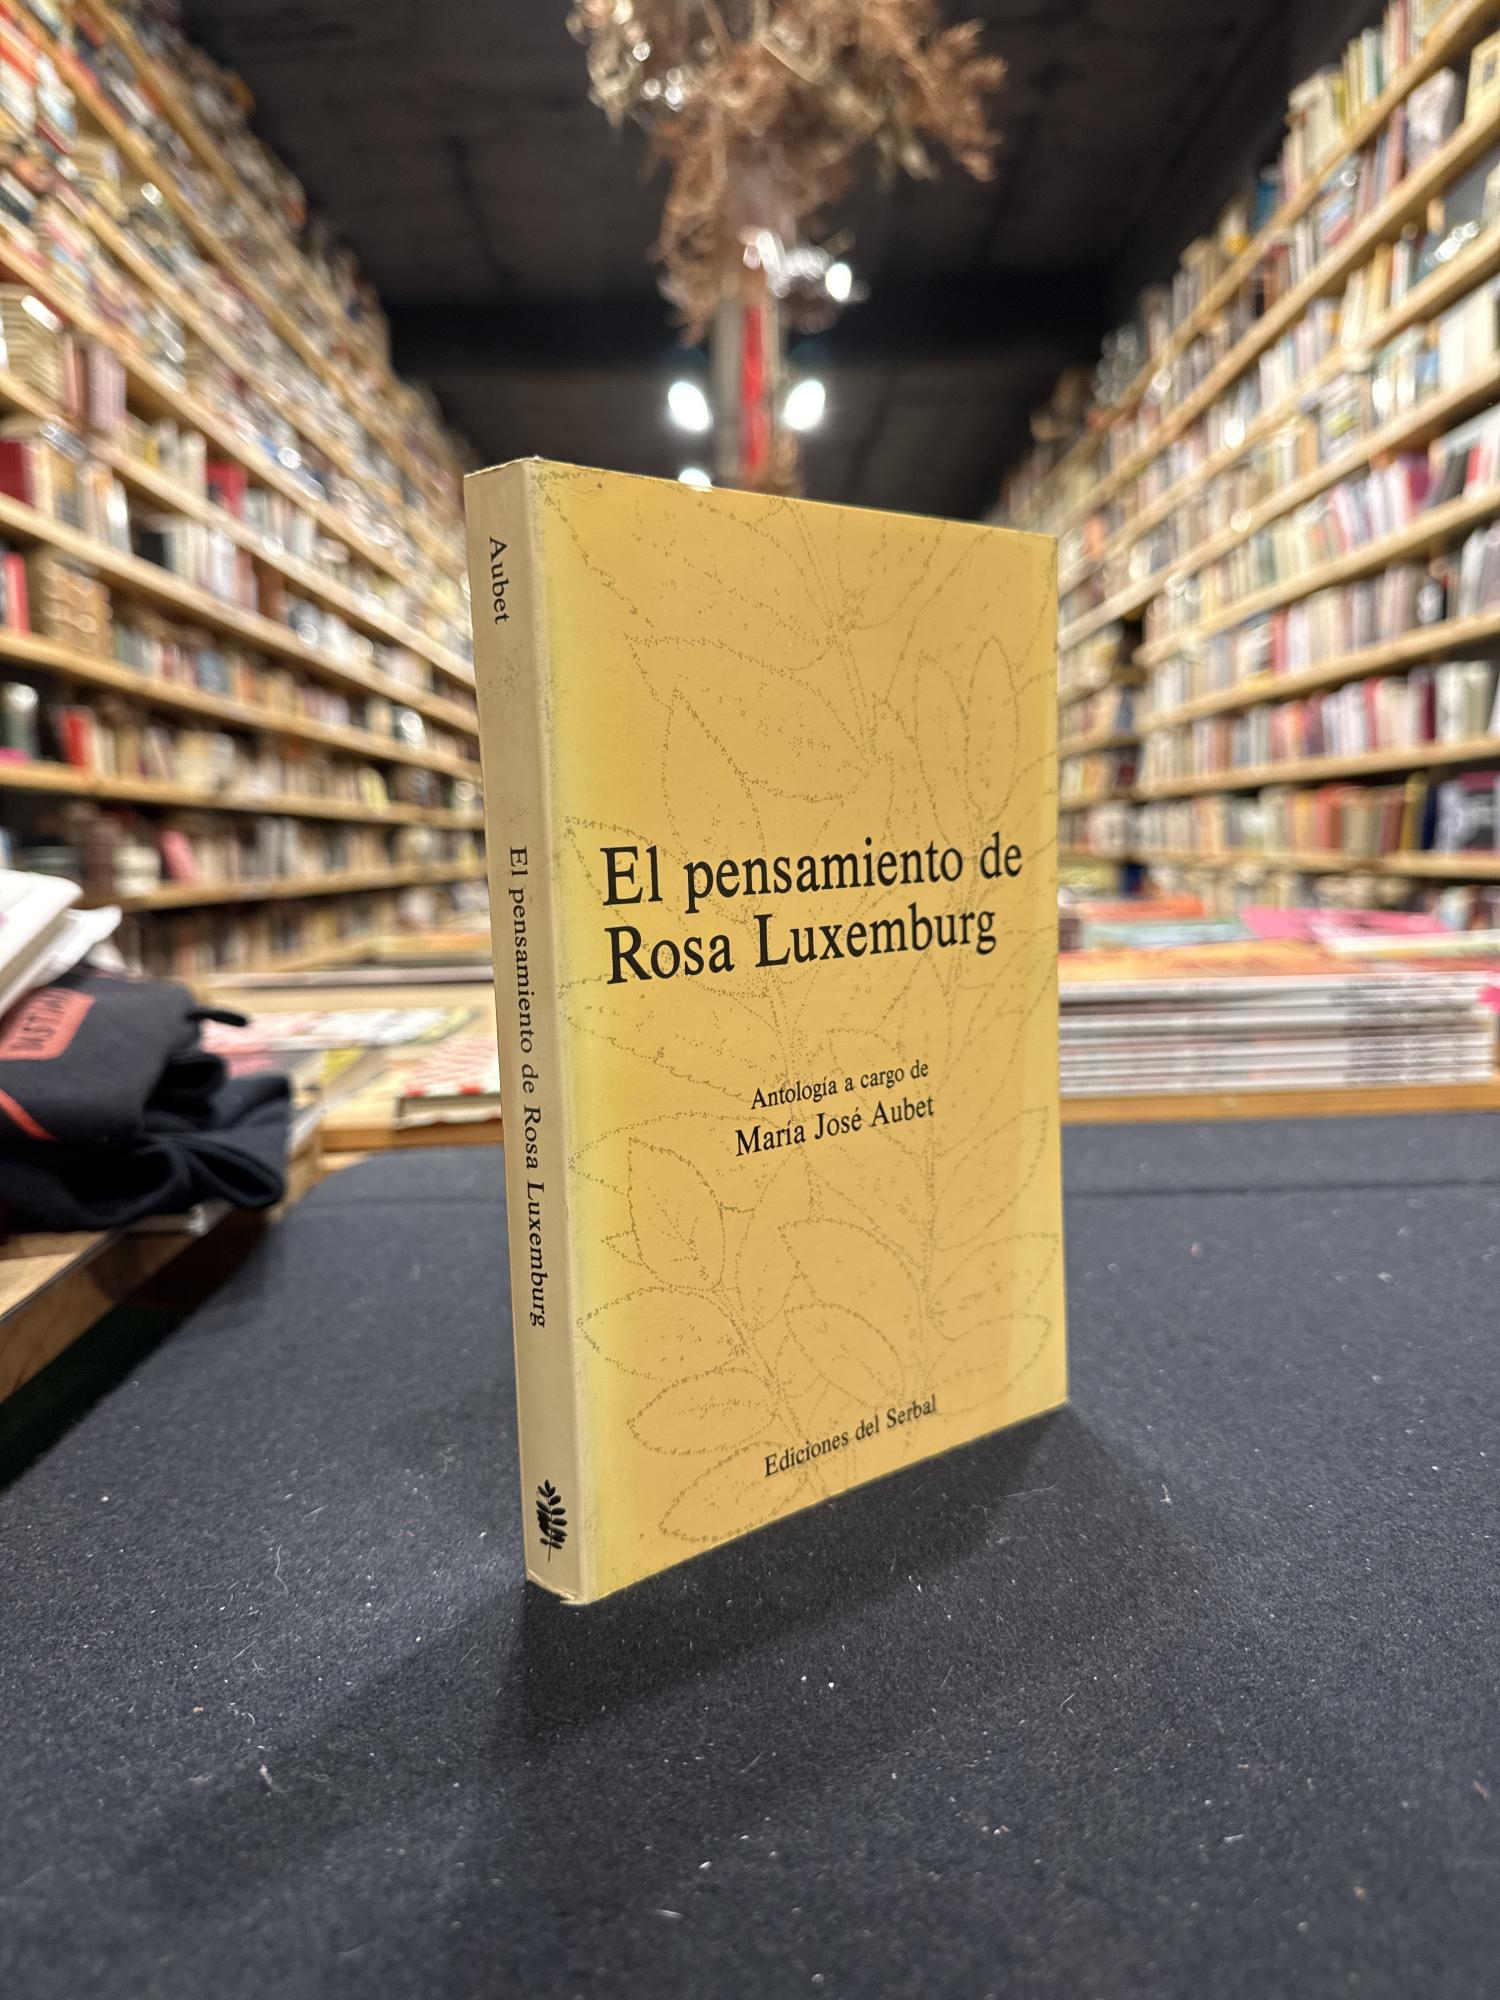 Aubet
El pensamiento de Rosa Luxemburg
El pensamiento de
Rosa Luxemburg
Antología a cargo de
María José Aubet
Ediciones del Serbal